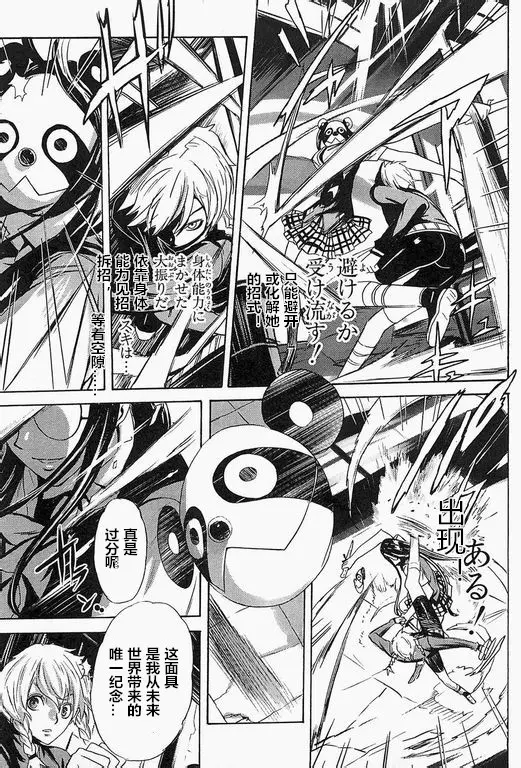 避けるか
受け流す！
只能避开
或化解她
的招式！
身体能力に
まかせた
大振りだ
依靠身体
能力见招
拆招，
スキは…
等着空隙……
ある！
出现！
真是
过分呢
这面具
是我从未来
世界带来的
唯一纪念…